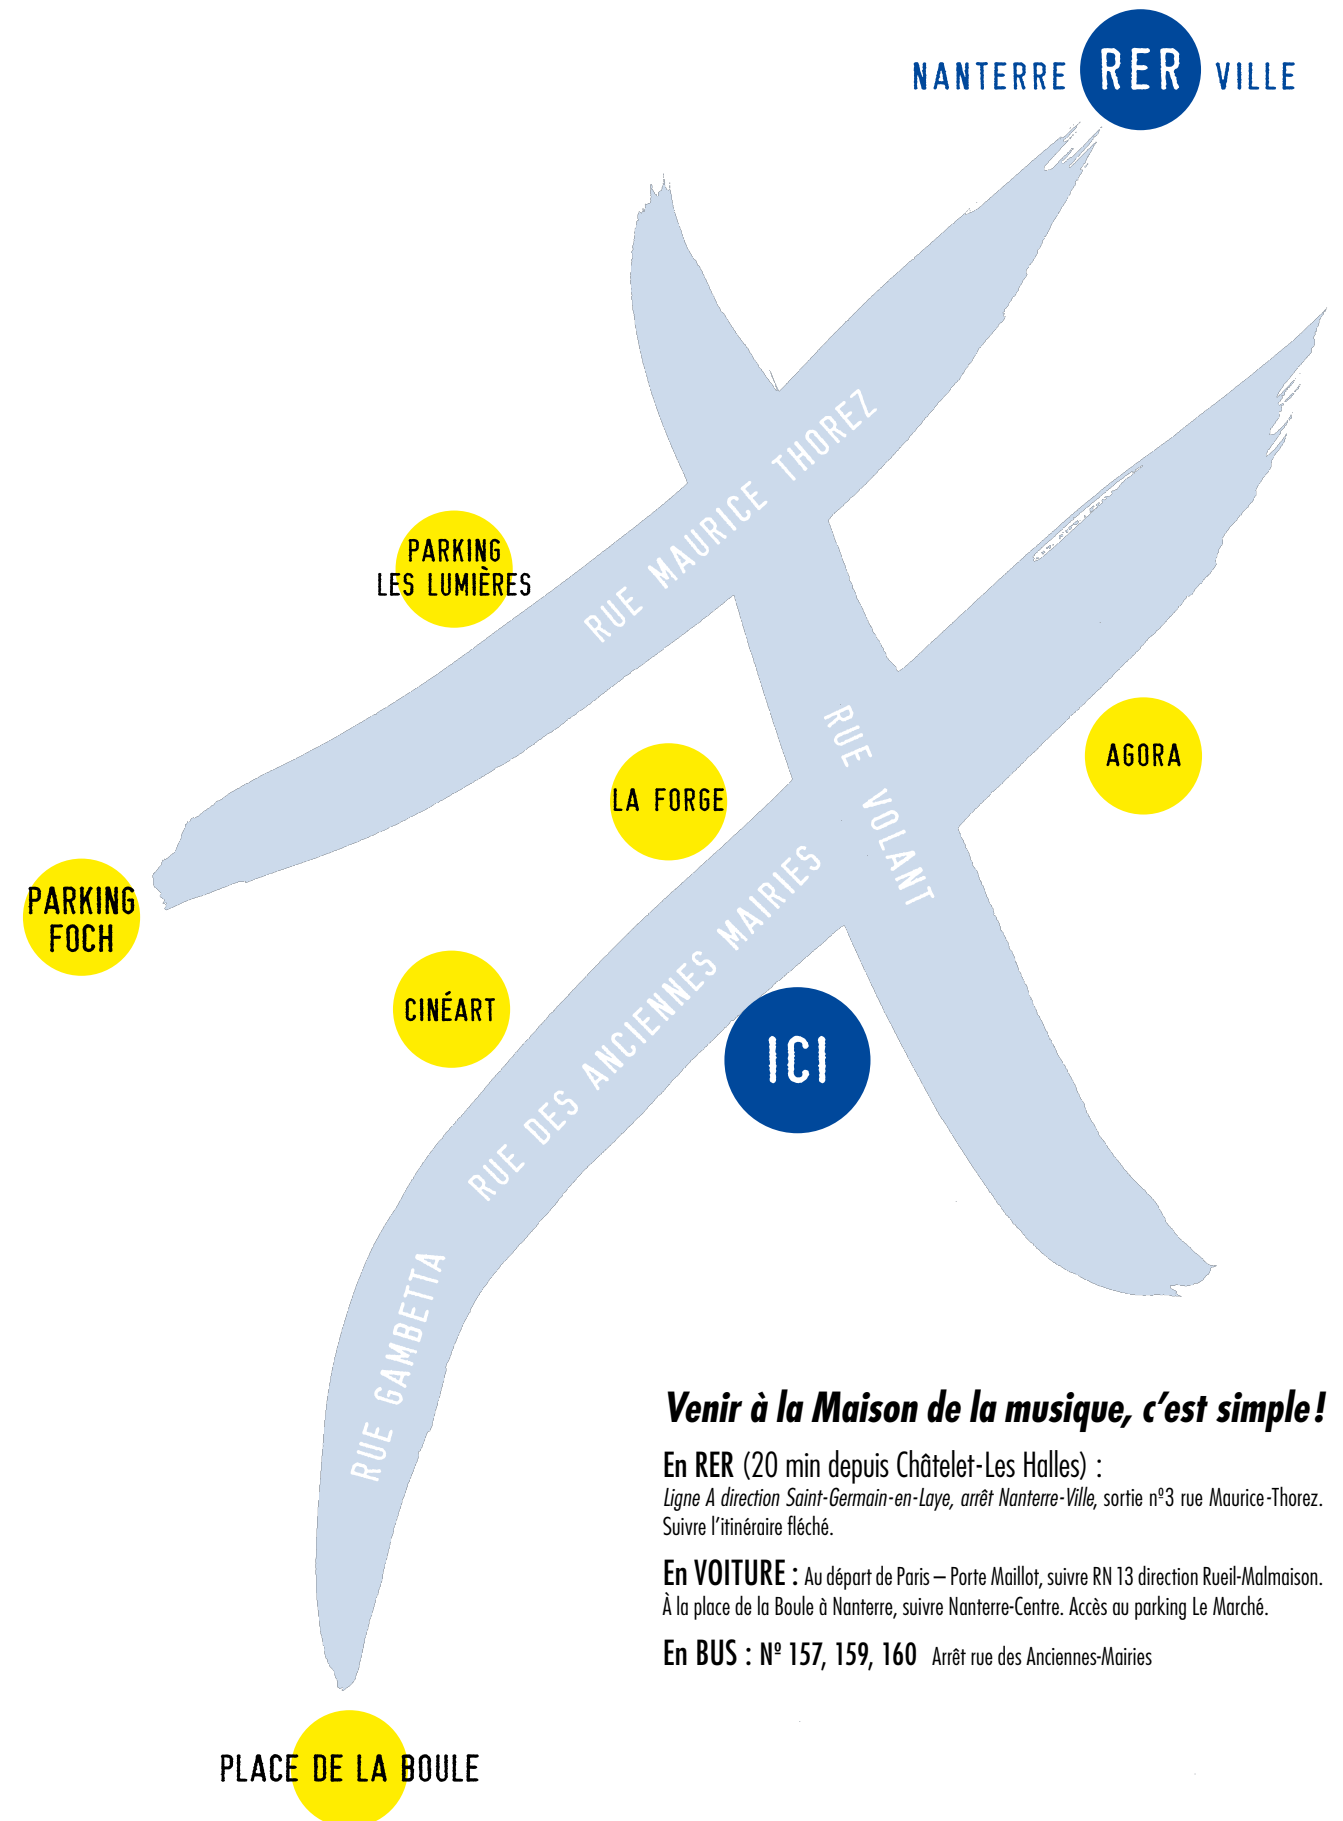 NANTERRE RER VILLE
RUE MAURICE THOREZ
PARKING
LES LUMIÈRES
RUE VOLANT
AGORA
LA FORGE
PARKING
FOCH
RUE DES ANCIENNES MAIRIES
CINÉART
ICI
RUE GAMBETTA
Venir à la Maison de la musique, c’est simple !
En RER (20 min depuis Châtelet-Les Halles) :
Ligne A direction Saint-Germain-en-Laye, arrêt Nanterre-Ville, sortie nº3 rue Maurice-Thorez.
Suivre l’itinéraire fléché.
En VOITURE : Au départ de Paris – Porte Maillot, suivre RN 13 direction Rueil-Malmaison.
À la place de la Boule à Nanterre, suivre Nanterre-Centre. Accès au parking Le Marché.
En BUS : Nº 157, 159, 160 Arrêt rue des Anciennes-Mairies
PLACE DE LA BOULE